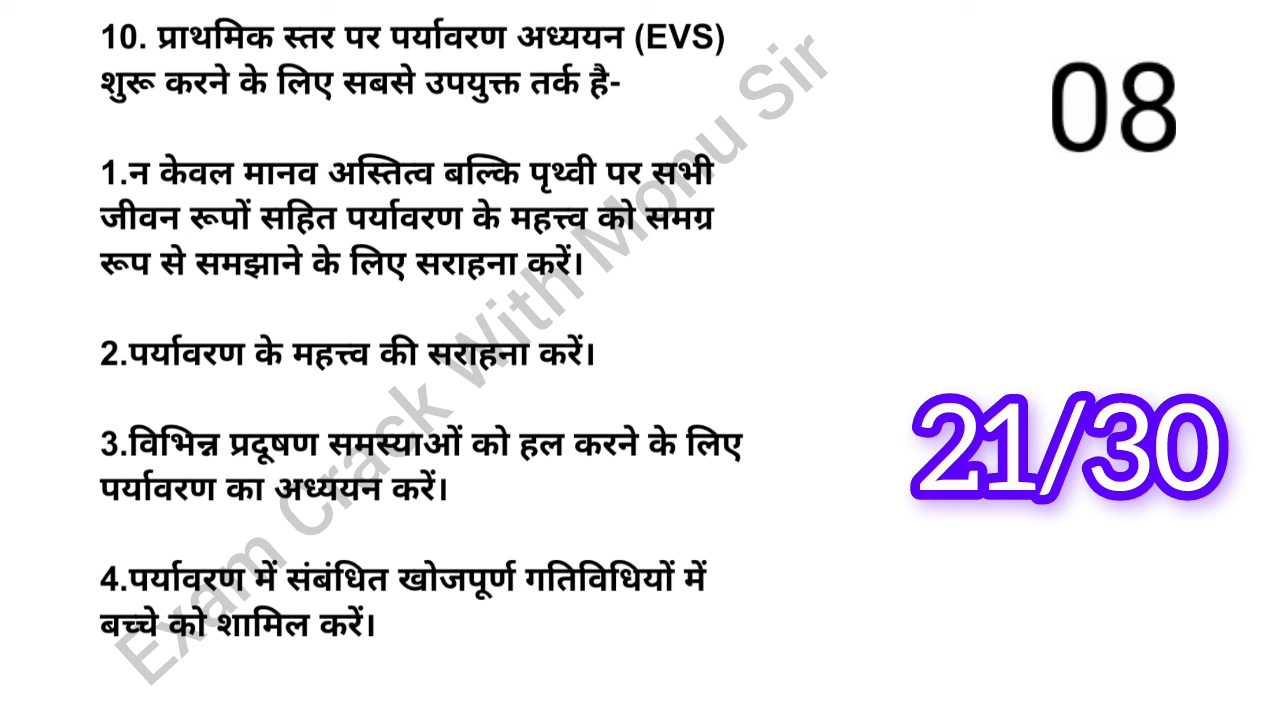 10. प्राथमिक स्तर पर पर्यावरण अध्ययन (EVS)
शुरू करने के लिए सबसे उपयुक्त तर्क है-
1.न केवल मानव अस्तित्व बल्कि पृथ्वी पर सभी
जीवन रूपों सहित पर्यावरण के महत्त्व को समग्र
रूप से समझाने के लिए सराहना करें।
2.पर्यावरण के महत्त्व की सराहना करें।
3.विभिन्न प्रदूषण समस्याओं को हल करने के लिए
पर्यावरण का अध्ययन करें।
4.पर्यावरण में संबंधित खोजपूर्ण गतिविधियों में
बच्चे को शामिल करें।
08
21/30
Exam Crack With Monu Sir